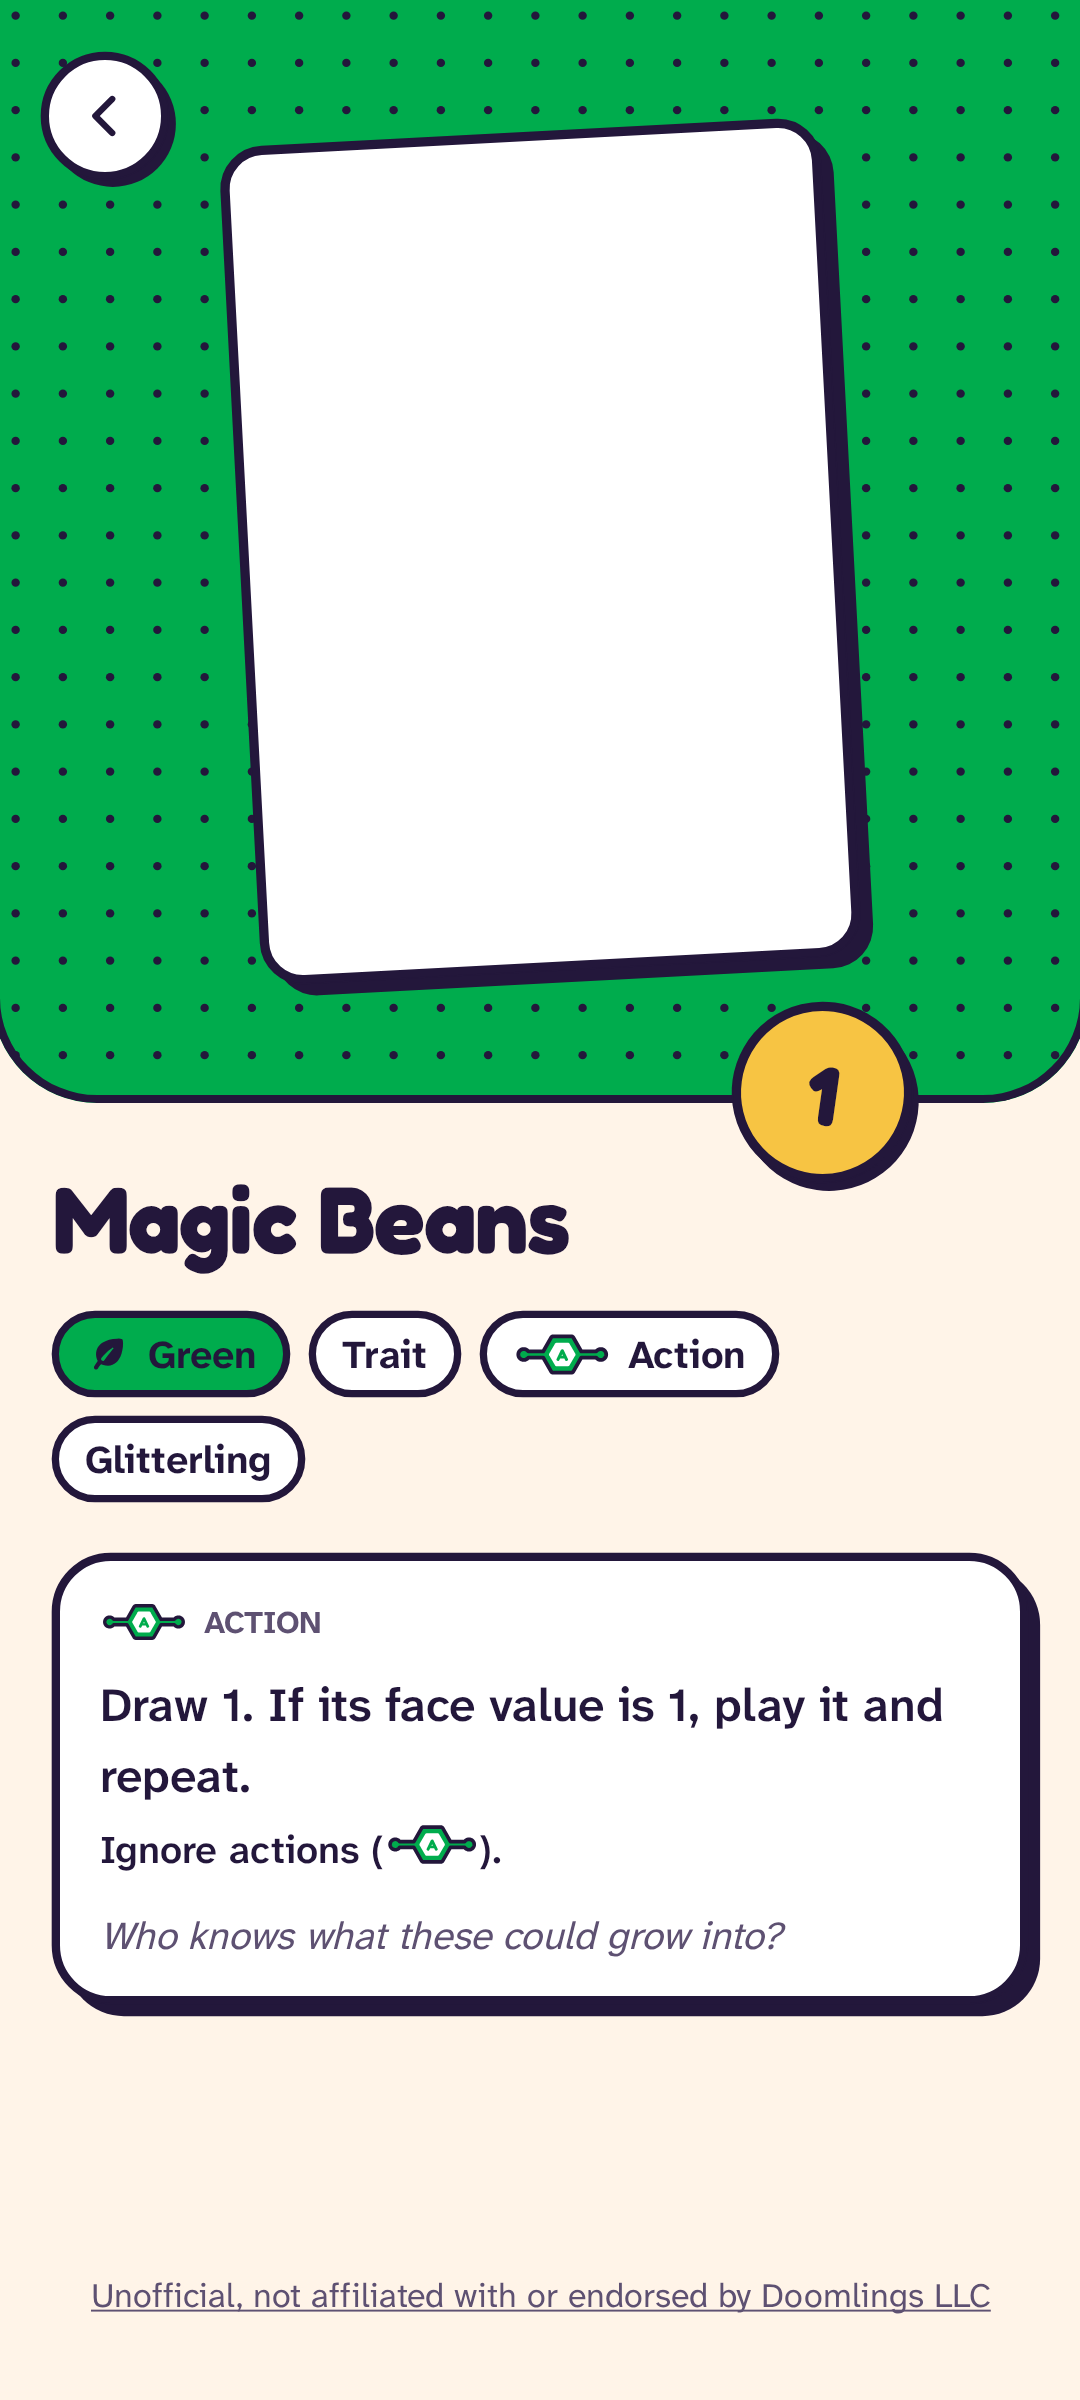 1
Magic Beans
Green Trait A Action
Glitterling
A ACTION
Draw 1. If its face value is 1, play it and
repeat.
Ignore actions (A).
Who knows what these could grow into?
Unofficial, not affiliated with or endorsed by Doomlings LLC